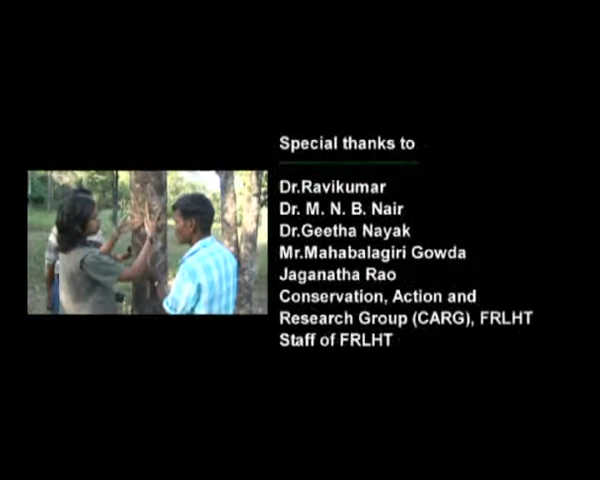 Special thanks to
Dr.Ravikumar
Dr. M. N. B. Nair
Dr.Geetha Nayak
Mr.Mahabalagiri Gowda
Jaganatha Rao
Conservation, Action and
Research Group (CARG), FRLHT
Staff of FRLHT